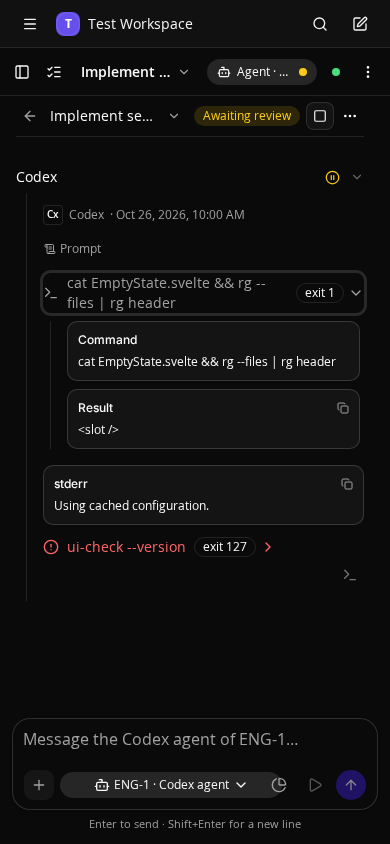 T Test Workspace
Implement ... Agent · ...
Implement se... Awaiting review
Codex
Cx Codex · Oct 26, 2026, 10:00 AM
Prompt
cat EmptyState.svelte && rg --
files | rg header
exit 1
Command
cat EmptyState.svelte && rg --files | rg header
Result
<slot />
stderr
Using cached configuration.
ui-check --version exit 127
Message the Codex agent of ENG-1...
ENG-1 · Codex agent
Enter to send · Shift+Enter for a new line